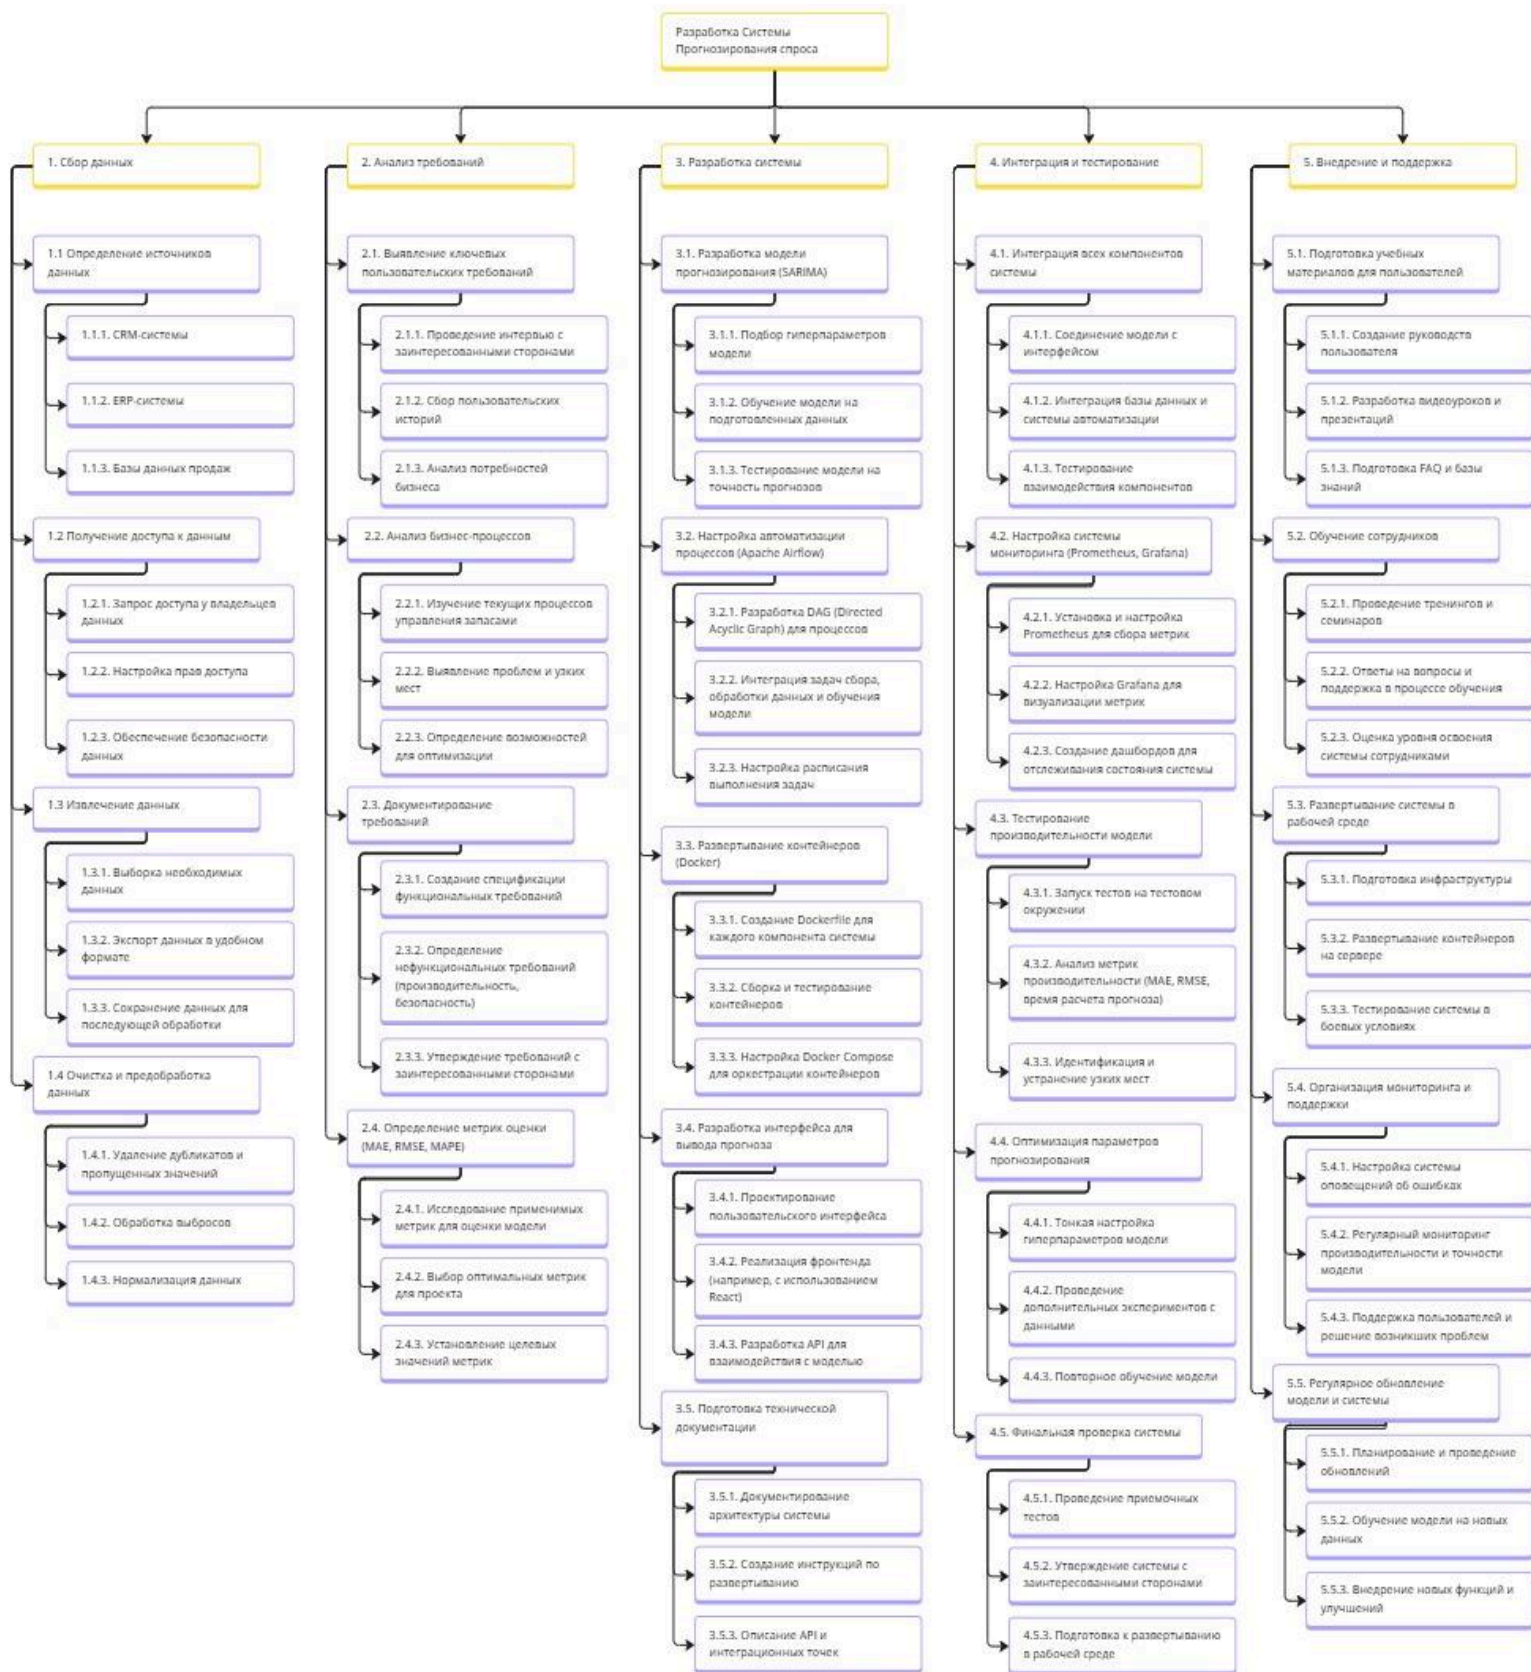 Разработка Системы
Прогнозирования спроса
1. Сбор данных
1.1 Определение источников
данных
1.1.1. CRM-системы
1.1.2. ERP-системы
1.1.3. Базы данных продаж
1.2 Получение доступа к данным
1.2.1. Запрос доступа у владельцев
данных
1.2.2. Настройка прав доступа
1.2.3. Обеспечение безопасности
данных
1.3 Извлечение данных
1.3.1. Выборка необходимых
данных
1.3.2. Экспорт данных в удобном
формате
1.3.3. Сохранение данных для
последующей обработки
1.4 Очистка и предобработка
данных
1.4.1. Удаление дубликатов и
пропущенных значений
1.4.2. Обработка выбросов
1.4.3. Нормализация данных
2. Анализ требований
2.1. Выявление ключевых
пользовательских требований
2.1.1. Проведение интервью с
заинтересованными сторонами
2.1.2. Сбор пользовательских
историй
2.1.3. Анализ потребностей
бизнеса
2.2. Анализ бизнес-процессов
2.2.1. Изучение текущих процессов
управления запасами
2.2.2. Выявление проблем и узких
мест
2.2.3. Определение возможностей
для оптимизации
2.3. Документирование
требований
2.3.1. Создание спецификации
функциональных требований
2.3.2. Определение
нефункциональных требований
(производительность,
безопасность)
2.3.3. Утверждение требований с
заинтересованными сторонами
2.4. Определение метрик оценки
(MAE, RMSE, MAPE)
2.4.1. Исследование применимых
метрик для оценки модели
2.4.2. Выбор оптимальных метрик
для проекта
2.4.3. Установление целевых
значений метрик
3. Разработка системы
3.1. Разработка модели
прогнозирования (SARIMA)
3.1.1. Подбор гиперпараметров
модели
3.1.2. Обучение модели на
подготовленных данных
3.1.3. Тестирование модели на
точность прогнозов
3.2. Настройка автоматизации
процессов (Apache Airflow)
3.2.1. Разработка DAG (Directed
Acyclic Graph) для процессов
3.2.2. Интеграция задач сбора,
обработки данных и обучения
модели
3.2.3. Настройка расписания
выполнения задач
3.3. Развертывание контейнеров
(Docker)
3.3.1. Создание Dockerfile для
каждого компонента системы
3.3.2. Сборка и тестирование
контейнеров
3.3.3. Настройка Docker Compose
для оркестрации контейнеров
3.4. Разработка интерфейса для
вывода прогноза
3.4.1. Проектирование
пользовательского интерфейса
3.4.2. Реализация фронтенда
(например, с использованием
React)
3.4.3. Разработка API для
взаимодействия с моделью
3.5. Подготовка технической
документации
3.5.1. Документирование
архитектуры системы
3.5.2. Создание инструкций по
развертыванию
3.5.3. Описание API и
интеграционных точек
4. Интеграция и тестирование
4.1. Интеграция всех компонентов
системы
4.1.1. Соединение модели с
интерфейсом
4.1.2. Интеграция базы данных и
системы автоматизации
4.1.3. Тестирование
взаимодействия компонентов
4.2. Настройка системы
мониторинга (Prometheus, Grafana)
4.2.1. Установка и настройка
Prometheus для сбора метрик
4.2.2. Настройка Grafana для
визуализации метрик
4.2.3. Создание дашбордов для
отслеживания состояния системы
4.3. Тестирование
производительности модели
4.3.1. Запуск тестов на тестовом
окружении
4.3.2. Анализ метрик
производительности (MAE, RMSE,
время расчета прогноза)
4.3.3. Идентификация и
устранение узких мест
4.4. Оптимизация параметров
прогнозирования
4.4.1. Тонкая настройка
гиперпараметров модели
4.4.2. Проведение
дополнительных экспериментов с
данными
4.4.3. Повторное обучение модели
4.5. Финальная проверка системы
4.5.1. Проведение приемочных
тестов
4.5.2. Утверждение системы с
заинтересованными сторонами
4.5.3. Подготовка к развертыванию
в рабочей среде
5. Внедрение и поддержка
5.1. Подготовка учебных
материалов для пользователей
5.1.1. Создание руководств
пользователя
5.1.2. Разработка видеоуроков и
презентаций
5.1.3. Подготовка FAQ и базы
знаний
5.2. Обучение сотрудников
5.2.1. Проведение тренингов и
семинаров
5.2.2. Ответы на вопросы и
поддержка в процессе обучения
5.2.3. Оценка уровня освоения
системы сотрудниками
5.3. Развертывание системы в
рабочей среде
5.3.1. Подготовка инфраструктуры
5.3.2. Развертывание контейнеров
на сервере
5.3.3. Тестирование системы в
боевых условиях
5.4. Организация мониторинга и
поддержки
5.4.1. Настройка системы
оповещений об ошибках
5.4.2. Регулярный мониторинг
производительности и точности
модели
5.4.3. Поддержка пользователей и
решение возникших проблем
5.5. Регулярное обновление
модели и системы
5.5.1. Планирование и проведение
обновлений
5.5.2. Обучение модели на новых
данных
5.5.3. Внедрение новых функций и
улучшений